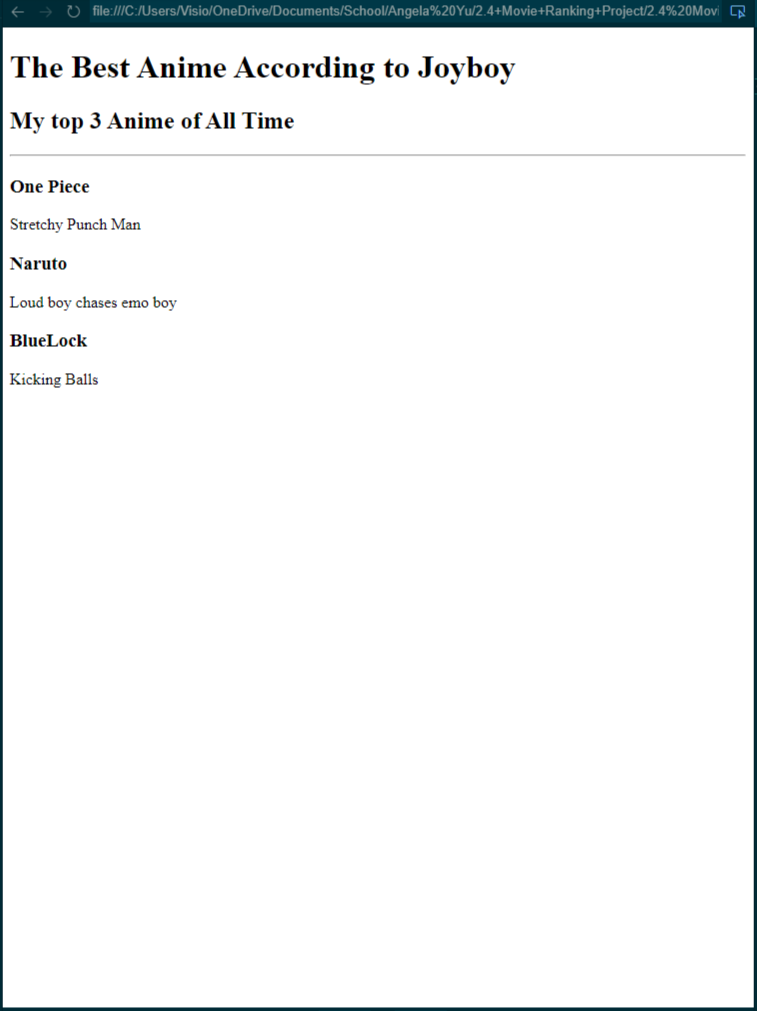 file:///C:/Users/Visio/OneDrive/Documents/School/Angela%20Yu/2.4+Movie+Ranking+Project/2.4%20Movi
The Best Anime According to Joyboy
My top 3 Anime of All Time
One Piece
Stretchy Punch Man
Naruto
Loud boy chases emo boy
BlueLock
Kicking Balls